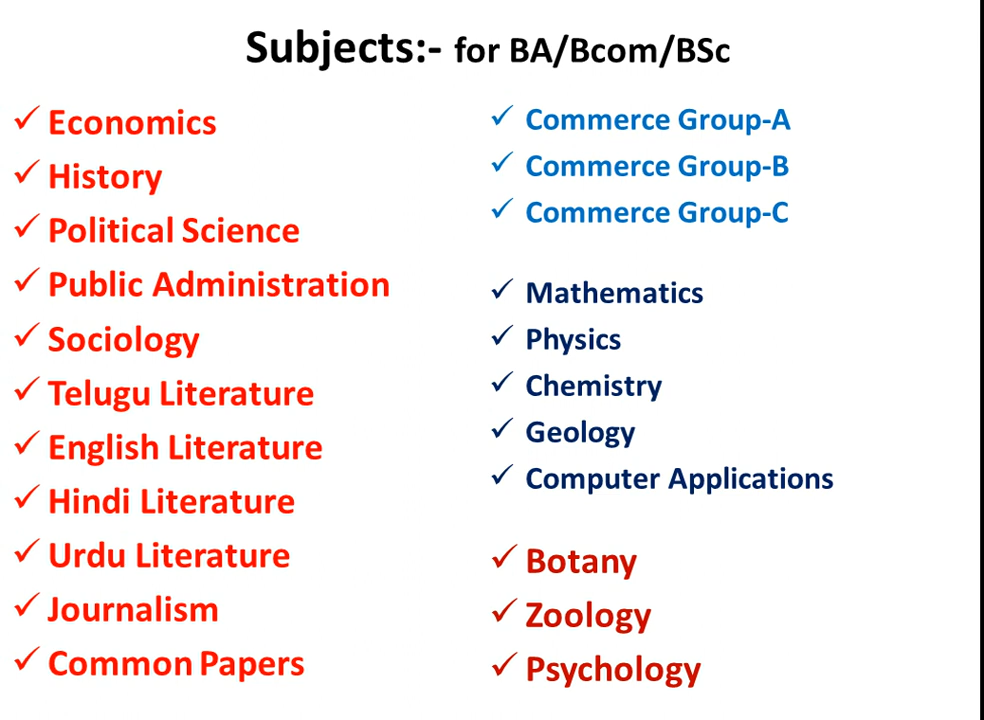 Subjects:- for BA/Bcom/BSc
✓ Economics
✓ History
✓ Political Science
✓ Public Administration
✓ Sociology
✓ Telugu Literature
✓ English Literature
✓ Hindi Literature
✓ Urdu Literature
✓ Journalism
✓ Common Papers
✓ Commerce Group-A
✓ Commerce Group-B
✓ Commerce Group-C
✓ Mathematics
✓ Physics
✓ Chemistry
✓ Geology
✓ Computer Applications
✓ Botany
✓ Zoology
✓ Psychology